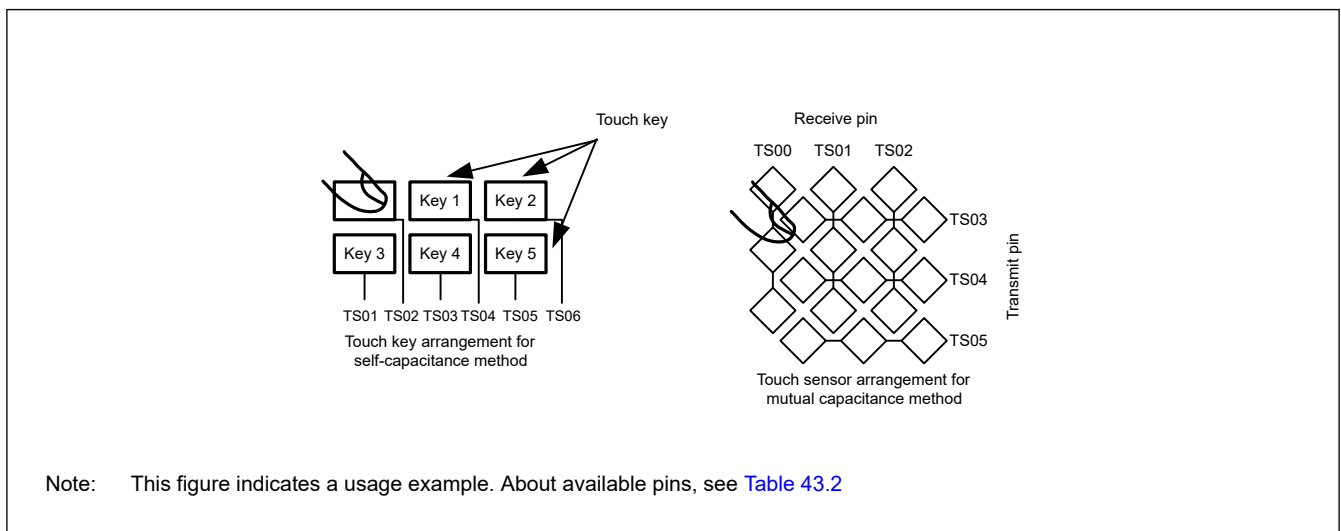 Touch key
Key 1
Key 2
Key 3
Key 4
Key 5
TS01 TS02 TS03 TS04 TS05 TS06
Touch key arrangement for
self-capacitance method
Receive pin
TS00 TS01 TS02
TS03
TS04
TS05
Transmit pin
Touch sensor arrangement for
mutual capacitance method
Note: This figure indicates a usage example. About available pins, see Table 43.2